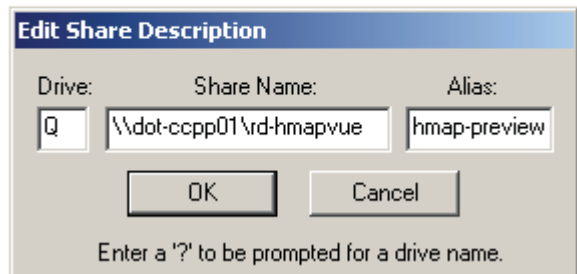 Edit Share Description
Drive: Share Name: Alias:
Q \\dot-ccpp01\rd-hmapvue hmap-preview
OK Cancel
Enter a '?' to be prompted for a drive name.